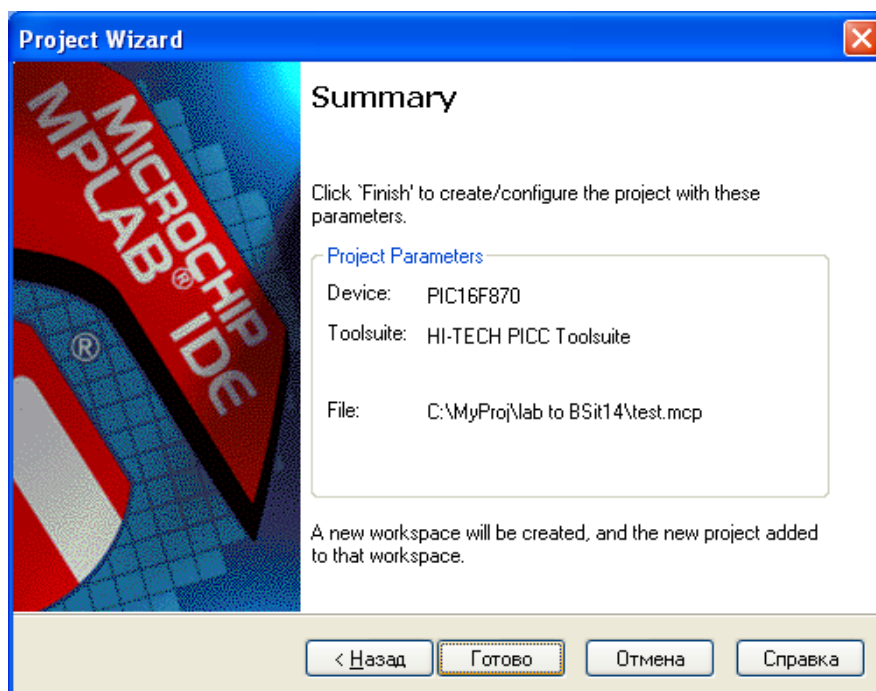 Project Wizard
MICROCHIP
MPLAB® IDE
®
Summary
Click `Finish' to create/configure the project with these
parameters.
Project Parameters
Device: PIC16F870
Toolsuite: HI-TECH PICC Toolsuite
File: C:\MyProj\lab to BSit14\test.mcp
A new workspace will be created, and the new project added
to that workspace.
< Назад Готово Отмена Справка